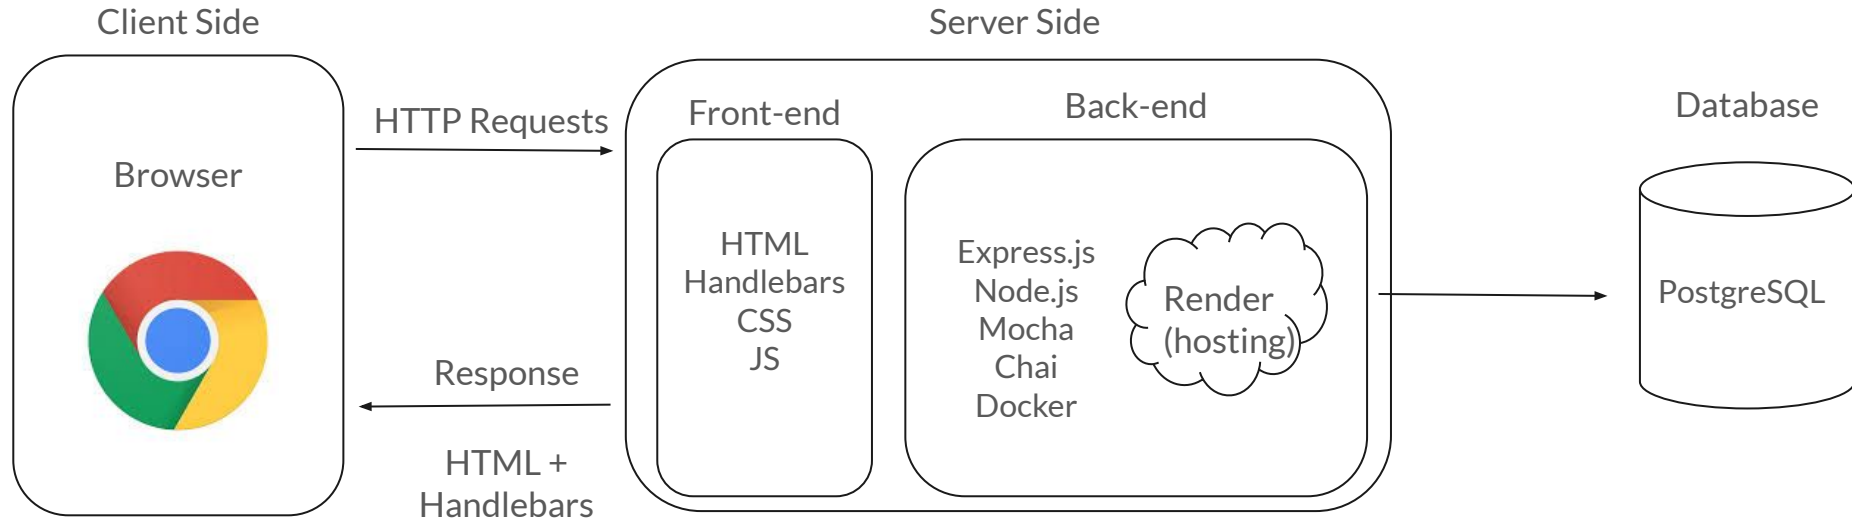 Client Side
Server Side
Browser
HTTP Requests
Response
HTML +
Handlebars
Front-end
HTML
Handlebars
CSS
JS
Back-end
Express.js
Node.js
Mocha
Chai
Docker
Render
(hosting)
Database
PostgreSQL